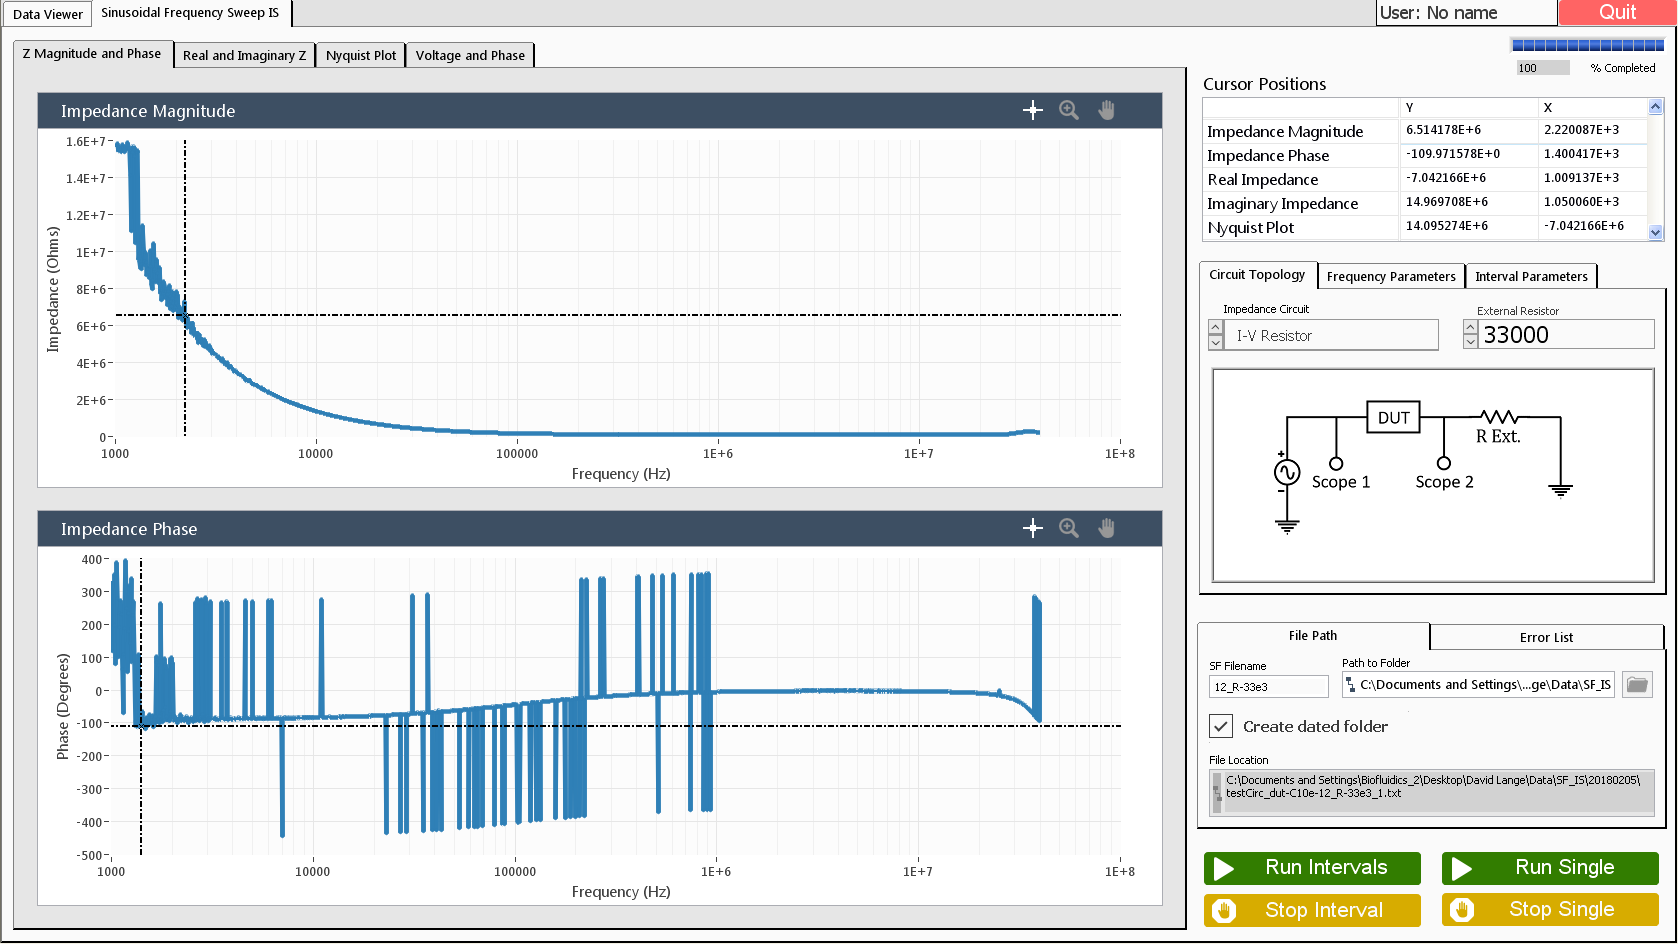 Data Viewer
Sinusoidal Frequency Sweep IS
User: No name
Quit
Z Magnitude and Phase
Real and Imaginary Z
Nyquist Plot
Voltage and Phase
100
% Completed
Impedance Magnitude
1.6E+7
1.4E+7
1.2E+7
1E+7
8E+6
6E+6
4E+6
2E+6
0
Impedance (Ohms)
1000
10000
100000
1E+6
1E+7
1E+8
Frequency (Hz)
Impedance Phase
400
300
200
100
0
-100
-200
-300
-400
-500
Phase (Degrees)
1000
10000
100000
1E+6
1E+7
1E+8
Frequency (Hz)
Cursor Positions
Y X
Impedance Magnitude 6.514178E+6 2.220087E+3
Impedance Phase -109.971578E+0 1.400417E+3
Real Impedance -7.042166E+6 1.009137E+3
Imaginary Impedance 14.969708E+6 1.050060E+3
Nyquist Plot 14.095274E+6 -7.042166E+6
Circuit Topology
Frequency Parameters
Interval Parameters
Impedance Circuit
I-V Resistor
External Resistor
33000
DUT
R Ext.
+
-
Scope 1
Scope 2
File Path
Error List
SF Filename
12_R-33e3
Path to Folder
C:\Documents and Settings\...ge\Data\SF_IS
Create dated folder
File Location
C:\Documents and Settings\Biofluidics_2\Desktop\David Lange\Data\SF_IS\20180205\
testCirc_dut-C10e-12_R-33e3_1.txt
Run Intervals
Run Single
Stop Interval
Stop Single